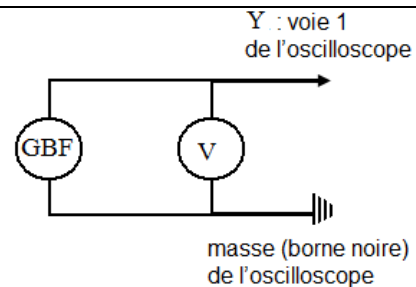 Y : voie 1
de l'oscilloscope
GBF
V
masse (borne noire)
de l'oscilloscope